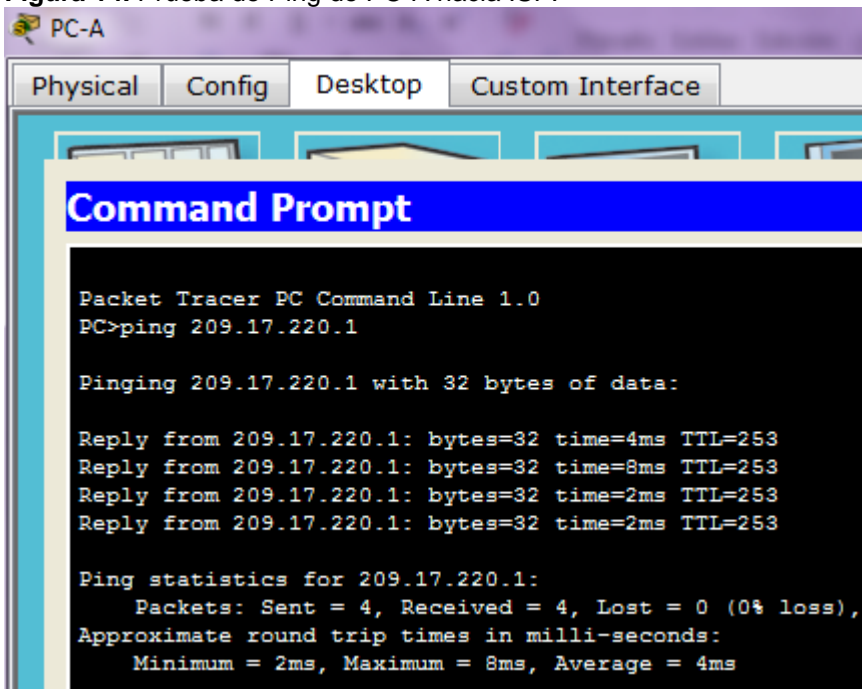 PC-A
Physical Config Desktop Custom Interface
Command Prompt
Packet Tracer PC Command Line 1.0
PC>ping 209.17.220.1
Pinging 209.17.220.1 with 32 bytes of data:
Reply from 209.17.220.1: bytes=32 time=4ms TTL=253
Reply from 209.17.220.1: bytes=32 time=8ms TTL=253
Reply from 209.17.220.1: bytes=32 time=2ms TTL=253
Reply from 209.17.220.1: bytes=32 time=2ms TTL=253
Ping statistics for 209.17.220.1:
Packets: Sent = 4, Received = 4, Lost = 0 (0% loss),
Approximate round trip times in milli-seconds:
Minimum = 2ms, Maximum = 8ms, Average = 4ms